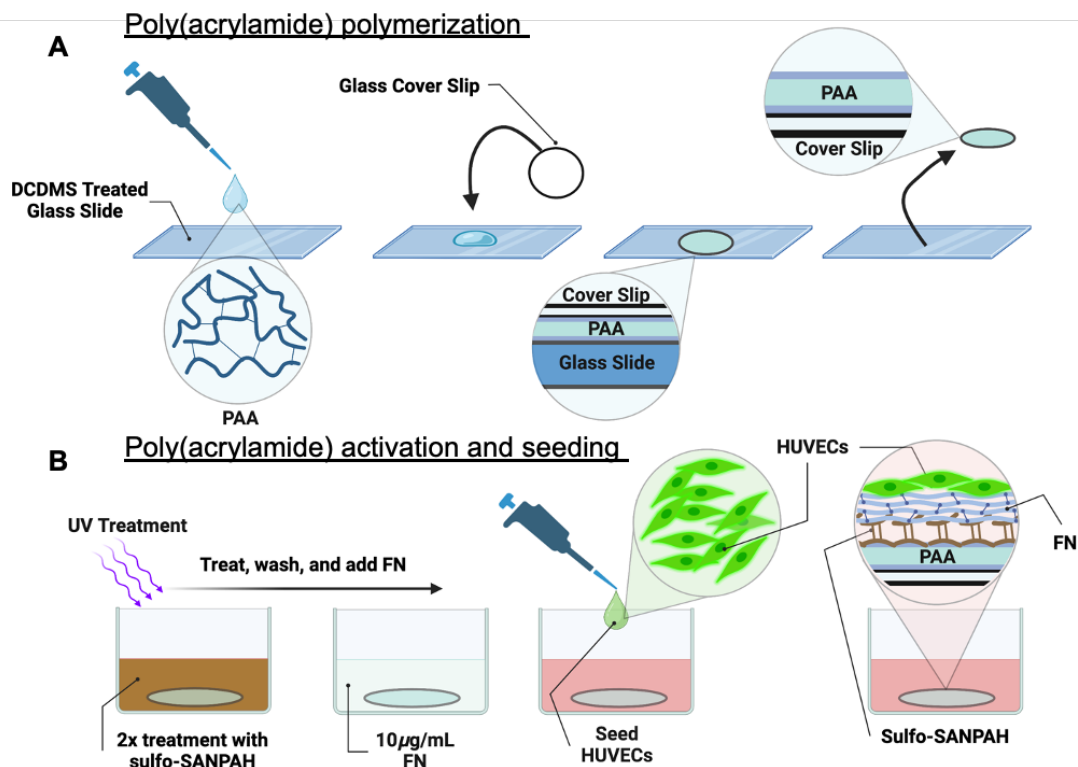 A
Poly(acrylamide) polymerization
Glass Cover Slip
PAA
Cover Slip
DCDMS Treated
Glass Slide
Cover Slip
PAA
Glass Slide
PAA
B
Poly(acrylamide) activation and seeding
HUVECs
UV Treatment
Treat, wash, and add FN
FN
PAA
2x treatment with
sulfo-SANPAH
10µg/mL
FN
Seed
HUVECs
Sulfo-SANPAH